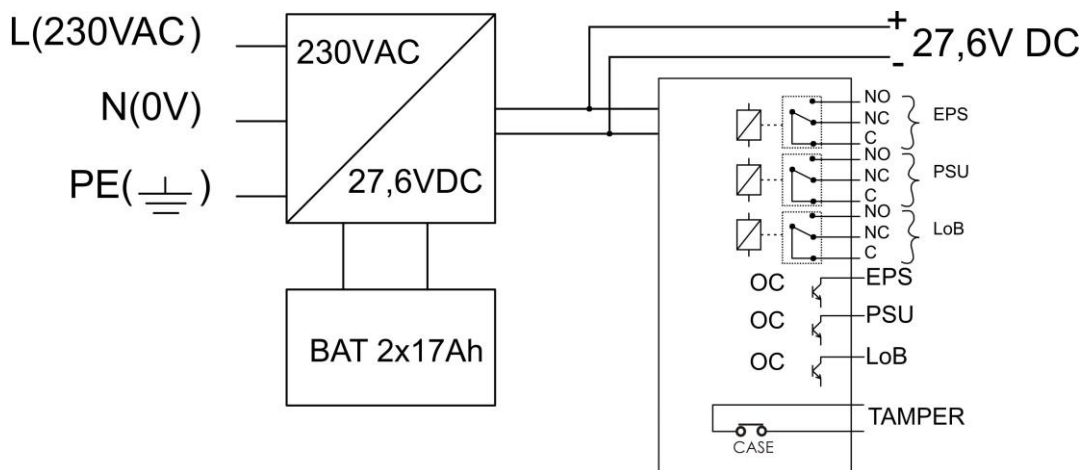 L(230VAC)
N(0V)
PE( )
230VAC
27,6VDC
BAT 2x17Ah
+
-
27,6V DC
NO
NC
C
EPS
NO
NC
C
PSU
NO
NC
C
LoB
OC
EPS
OC
PSU
OC
LoB
TAMPER
CASE